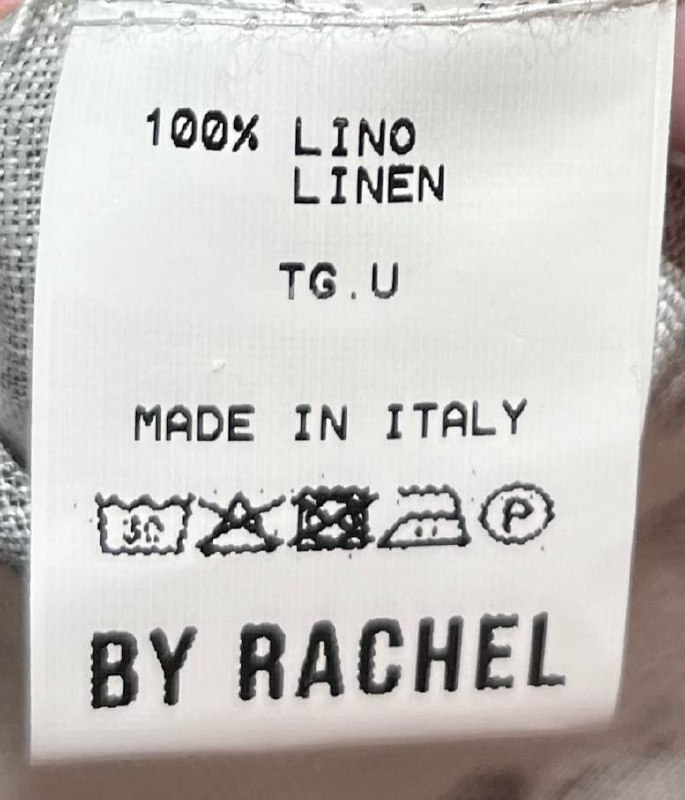 100% LINO
LINEN
TG.U
MADE IN ITALY
30 P
BY RACHEL